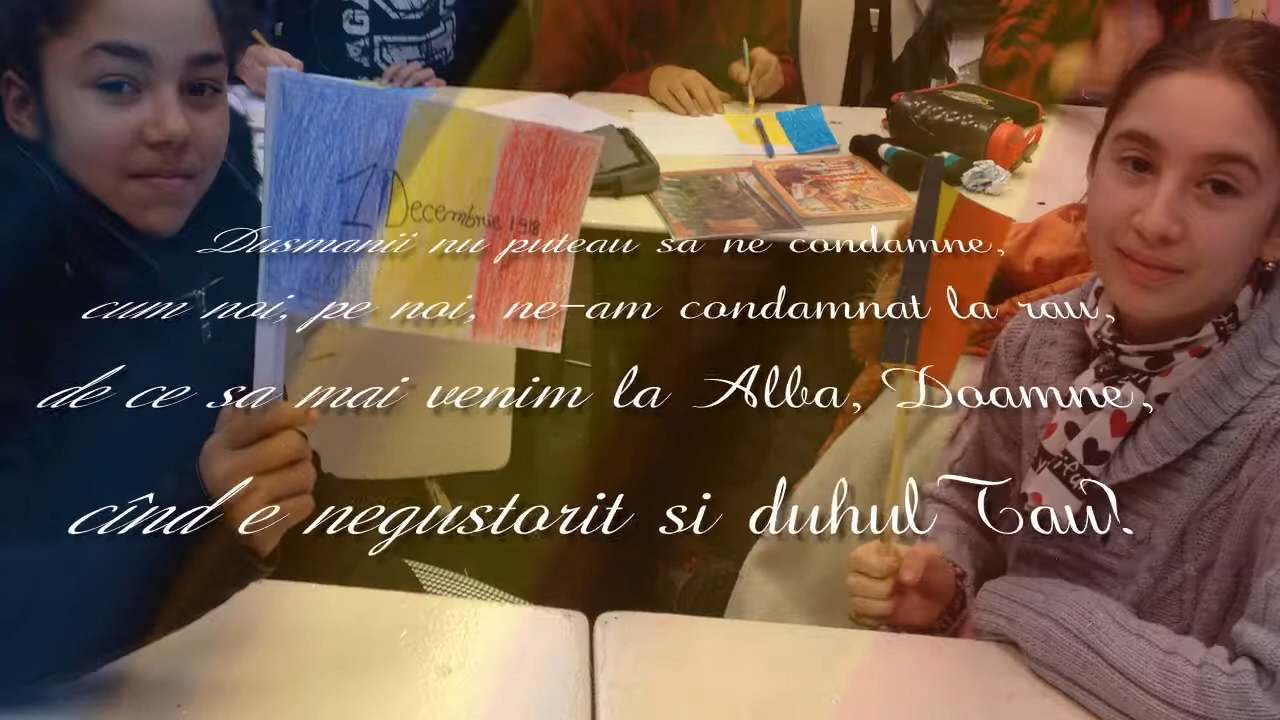 1 Decembrie 1918
Dusmanii nu puteau sa ne condamne,
cum noi, pe noi, ne-am condamnat la rau,
de ce sa mai venim la Alba, Doamne,
cînd e negustorit si duhul Tau?